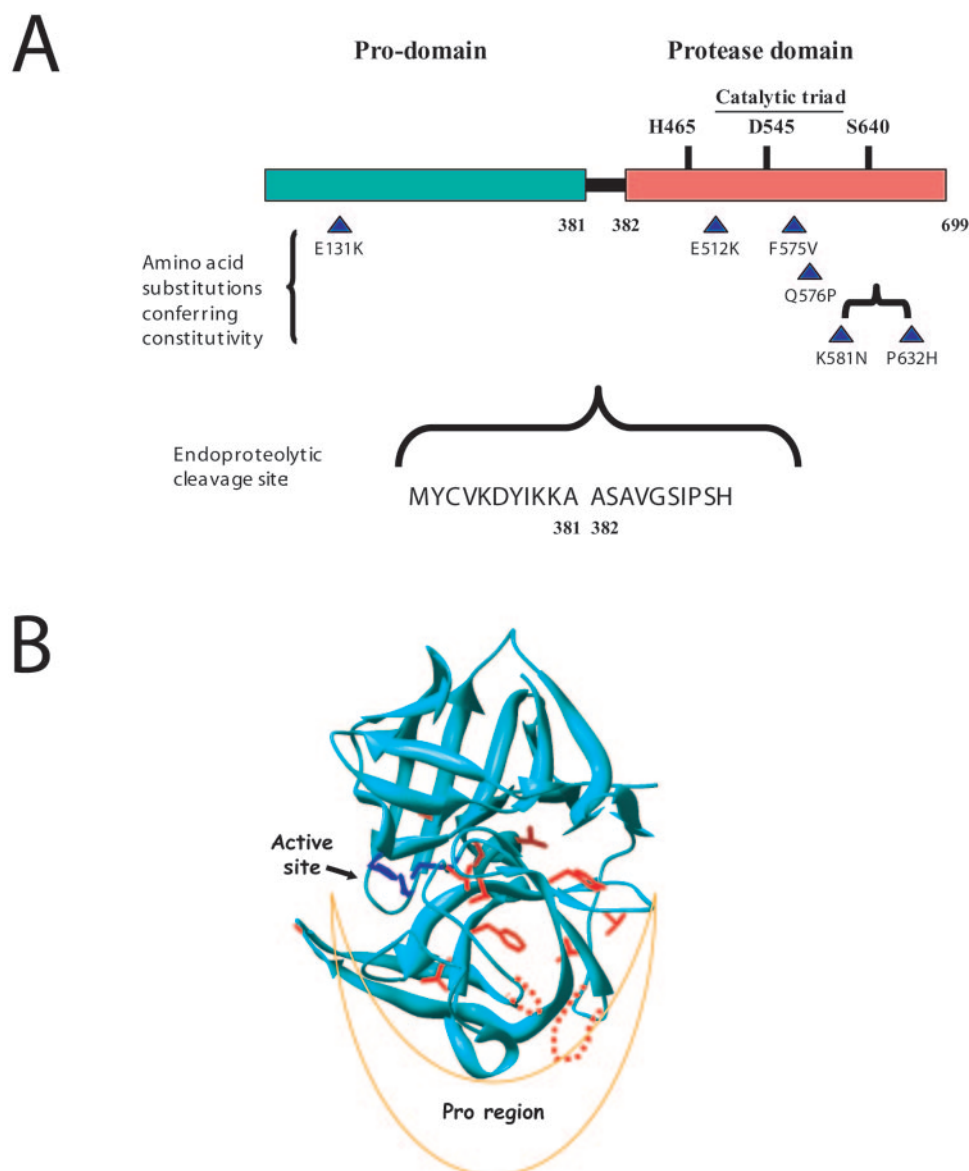 A
Pro-domain
Protease domain
Catalytic triad
H465 D545 S640
381 382 699
E131K E512K F575V
Q576P
K581N P632H
Amino acid
substitutions
conferring
constitutivity
Endoproteolytic
cleavage site
MYCVKDYIKKA ASAVGSIPSH
381 382
B
Active
site
Pro region